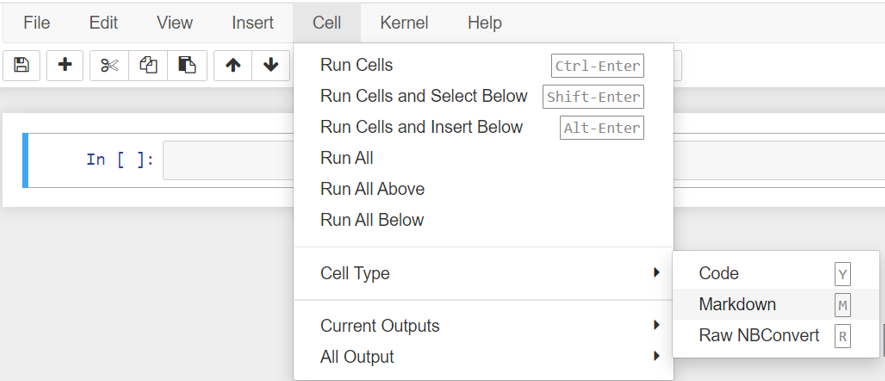 File Edit View Insert Cell Kernel Help
Run Cells Ctrl-Enter
Run Cells and Select Below Shift-Enter
Run Cells and Insert Below Alt-Enter
In [ ]:
Run All
Run All Above
Run All Below
Cell Type
Code Y
Markdown M
Raw NBConvert R
Current Outputs
All Output